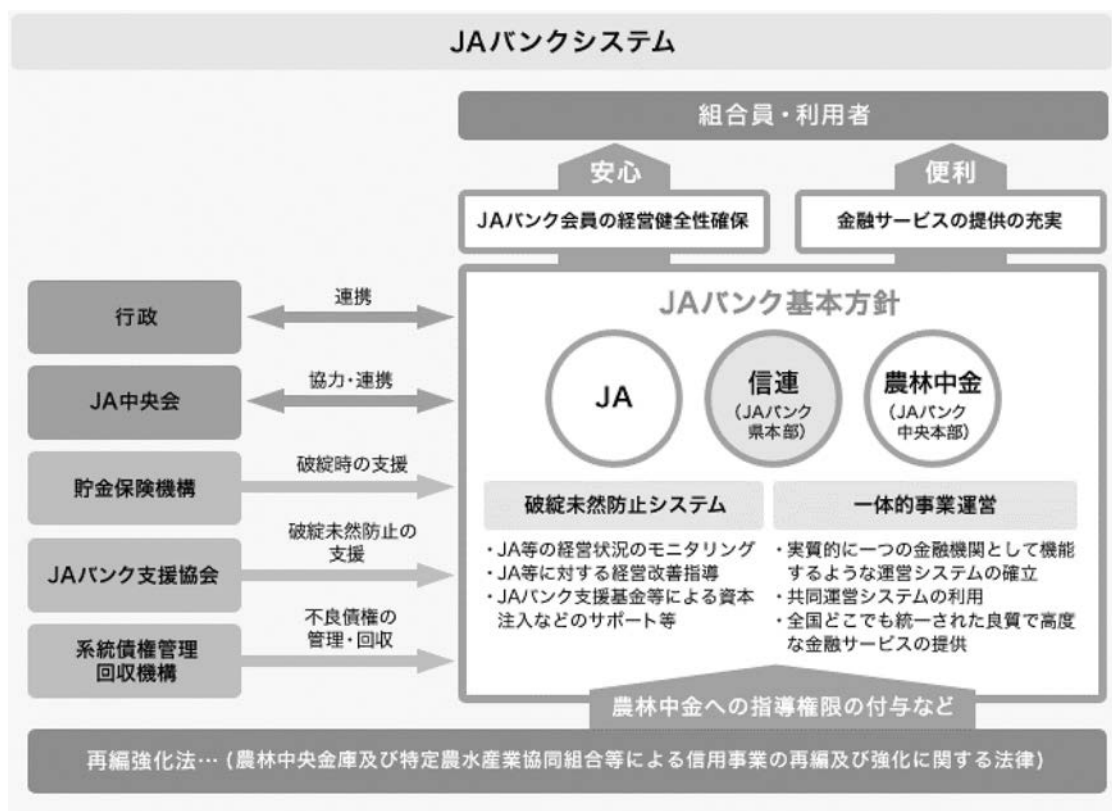 JAバンクシステム
組合員・利用者
安心
便利
JAバンク会員の経営健全性確保
金融サービスの提供の充実
行政
連携
JA中央会
協力・連携
貯金保険機構
破綻時の支援
JAバンク支援協会
破綻未然防止の
支援
系統債権管理
回収機構
不良債権の
管理・回収
JAバンク基本方針
JA
信連
(JAバンク
県本部)
農林中金
(JAバンク
中央本部)
破綻未然防止システム
・JA等の経営状況のモニタリング
・JA等に対する経営改善指導
・JAバンク支援基金等による資本
注入などのサポート等
一体的事業運営
・実質的に一つの金融機関として機能
するような運営システムの確立
・共同運営システムの利用
・全国どこでも統一された良質で高度
な金融サービスの提供
農林中金への指導権限の付与など
再編強化法…(農林中央金庫及び特定農水産業協同組合等による信用事業の再編及び強化に関する法律)